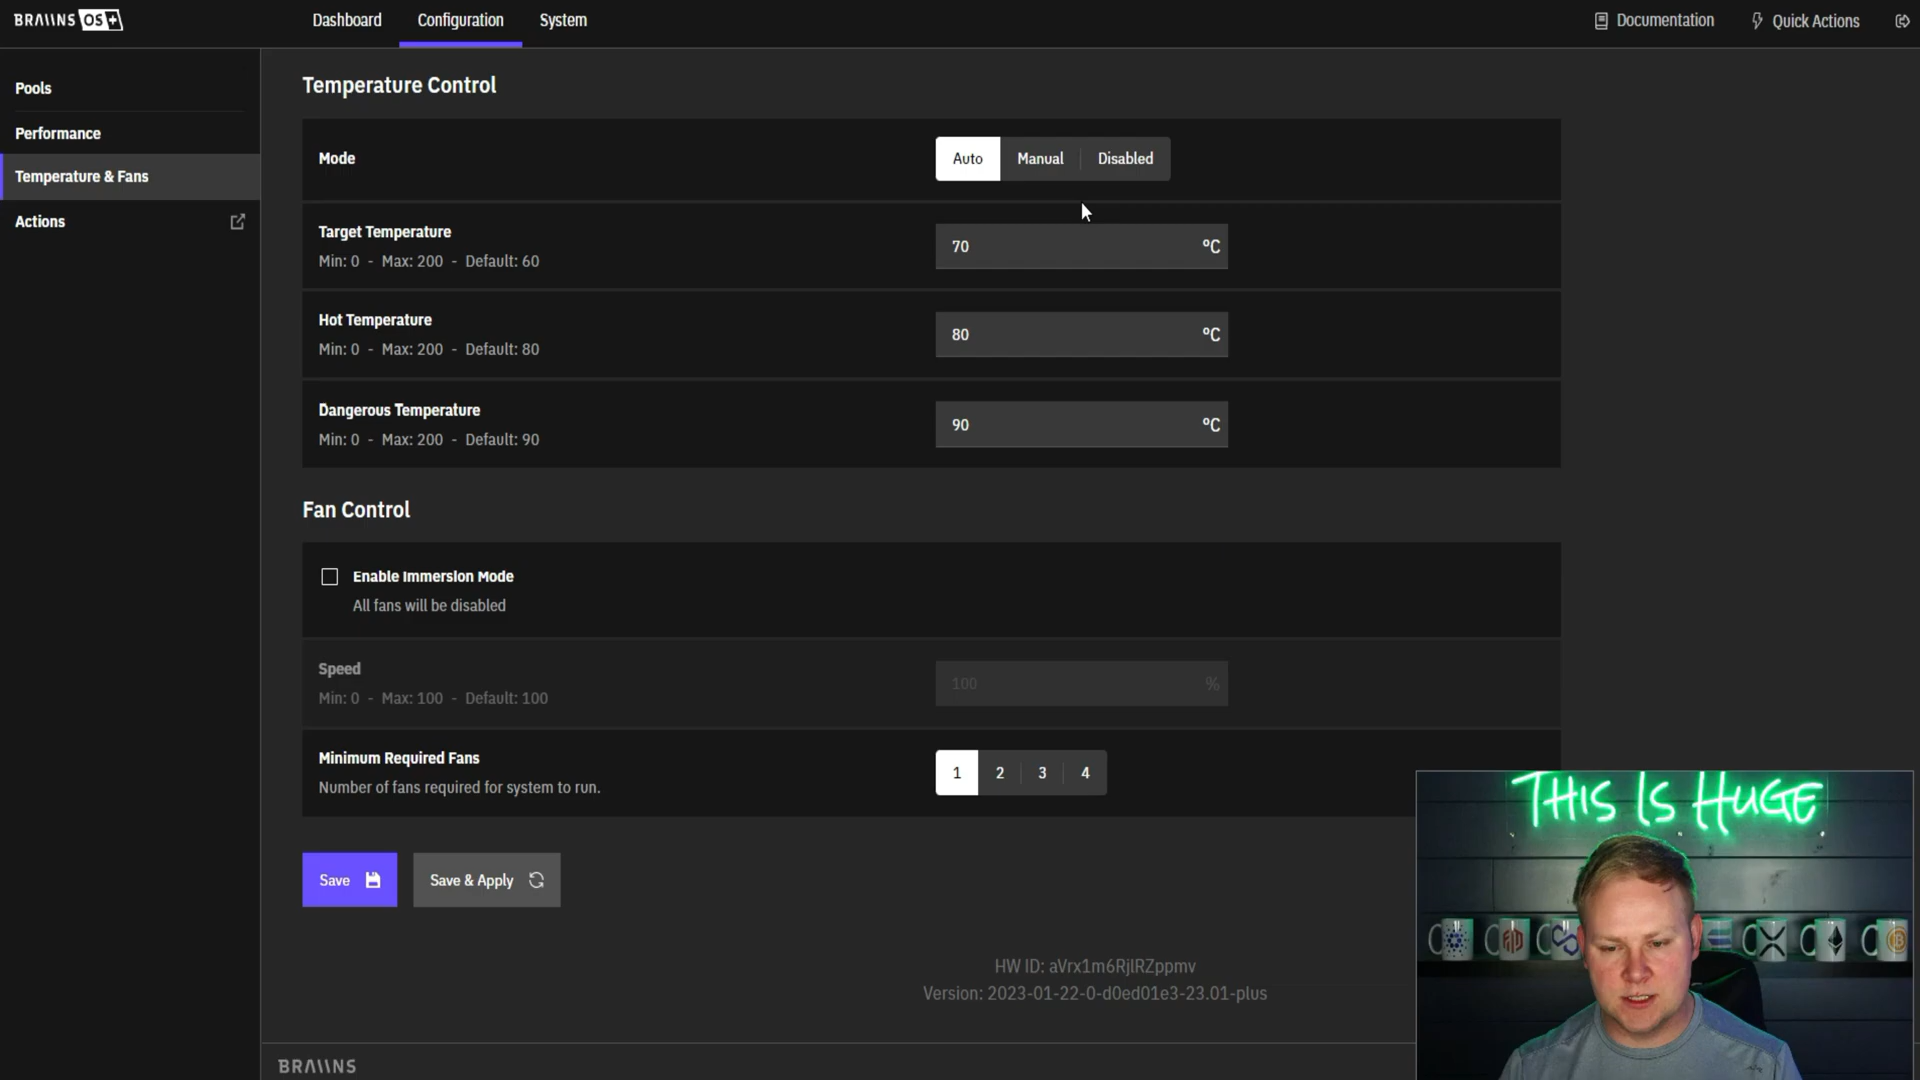 BRAIINS OS+
Dashboard
Configuration
System
Documentation
Quick Actions
Pools
Performance
Temperature & Fans
Actions
Temperature Control
Mode
Auto
Manual
Disabled
Target Temperature
70
°C
Min: 0 - Max: 200 - Default: 60
Hot Temperature
80
°C
Min: 0 - Max: 200 - Default: 80
Dangerous Temperature
90
°C
Min: 0 - Max: 200 - Default: 90
Fan Control
Enable Immersion Mode
All fans will be disabled
Speed
100
%
Min: 0 - Max: 100 - Default: 100
Minimum Required Fans
1
2
3
4
Number of fans required for system to run.
Save
Save & Apply
THIS IS HUGE
HW ID: aVrx1m6RjlRZppmv
Version: 2023-01-22-0-d0ed01e3-23.01-plus
BRAIINS